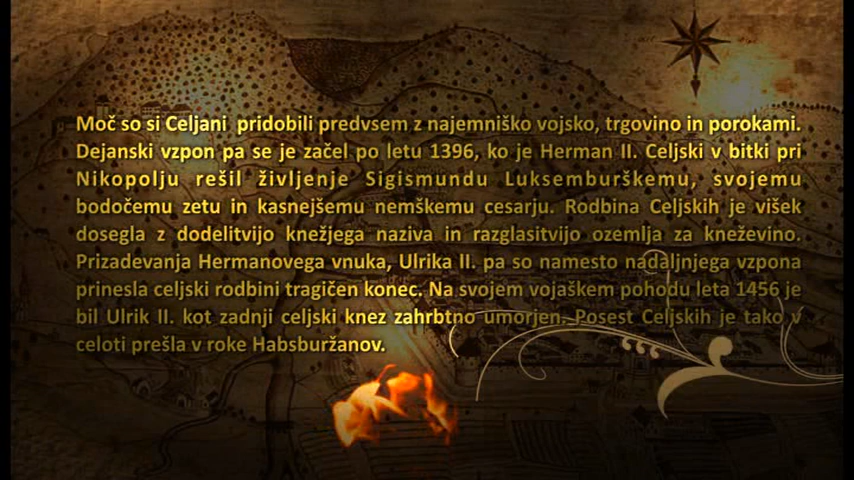 Moč so si Celjani  pridobili predvsem z najemniško vojsko, trgovino in porokami.
Dejanski vzpon pa se je začel po letu 1396, ko je Herman II. Celjski v bitki pri
Nikopolju rešil življenje Sigismundu Luksemburškemu, svojemu
bodočemu zetu in kasnejšemu nemškemu cesarju. Rodbina Celjskih je višek
dosegla z dodelitvijo knežjega naziva in razglasitvijo ozemlja za kneževino.
Prizadevanja Hermanovega vnuka, Ulrika II. pa so namesto nadaljnjega vzpona
prinesla celjski rodbini tragičen konec. Na svojem vojaškem pohodu leta 1456 je
bil Ulrik II. kot zadnji celjski knez zahrbtno umorjen. Posest Celjskih je tako v
celoti prešla v roke Habsburžanov.